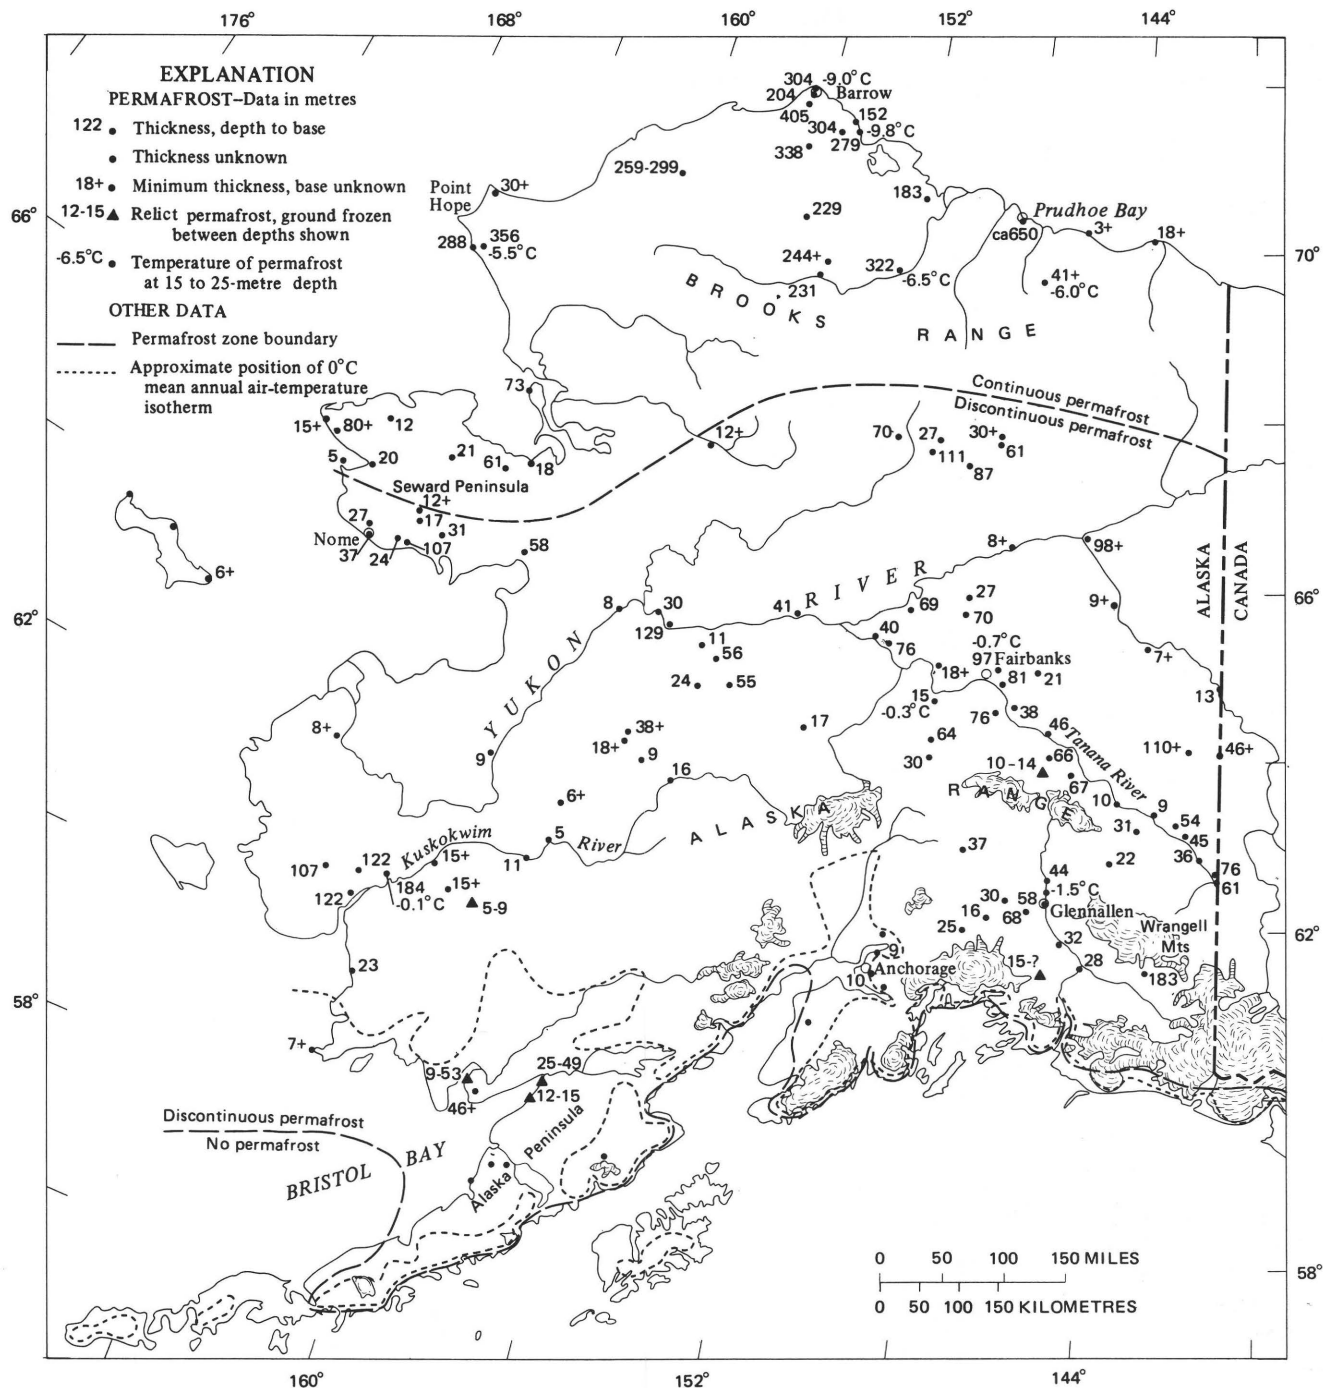 176° 168° 160° 152° 144°
EXPLANATION
PERMAFROST—Data in metres
122 Thickness, depth to base
Thickness unknown
18+ Minimum thickness, base unknown
12-15 Relict permafrost, ground frozen
between depths shown
-6.5°C Temperature of permafrost
at 15 to 25-metre depth
OTHER DATA
Permafrost zone boundary
Approximate position of 0°C
mean annual air-temperature
isotherm
304 -9.0°C
204 Barrow
405
152
304 -9.8°C
279
338
259-299
Point
Hope
30+
183
66°
229
Prudhoe Bay
ca650
3+
18+
288
356
-5.5°C
244+
322
-6.5°C
41+
-6.0°C
70°
231
BROOKS
RANGE
73
Continuous permafrost
Discontinuous permafrost
15+
80+
12
12+
70
27
30+
111
61
87
5
20
21
61
18
Seward Peninsula
12+
27
17
31
Nome
37
24
107
58
6+
8+
98+
ALASKA
CANADA
62°
66°
YUKON
RIVER
8
30
129
41
69
27
70
9+
11
56
40
76
-0.7°C
97 Fairbanks
7+
24
55
18+
81
21
13
15
-0.3°C
8+
38+
18+
9
17
76
38
46
Tanana River
64
30
66
110+
46+
9
16
10-14
67
6+
ALASKA
RANGE
10
9
54
31
45
Kuskokwim
River
5
11
15+
107
122
184
-0.1°C
15+
5-9
122
37
22
36
76
61
44
-1.5°C
30
58
Glennallen
16
68
25
Wrangell
Mts
62°
32
23
9
Anchorage
10
15-?
28
183
58°
7+
9-53
25-49
46+
12-15
Discontinuous permafrost
No permafrost
BRISTOL BAY
Alaska Peninsula
0 50 100 150 MILES
0 50 100 150 KILOMETRES
58°
160° 152° 144°